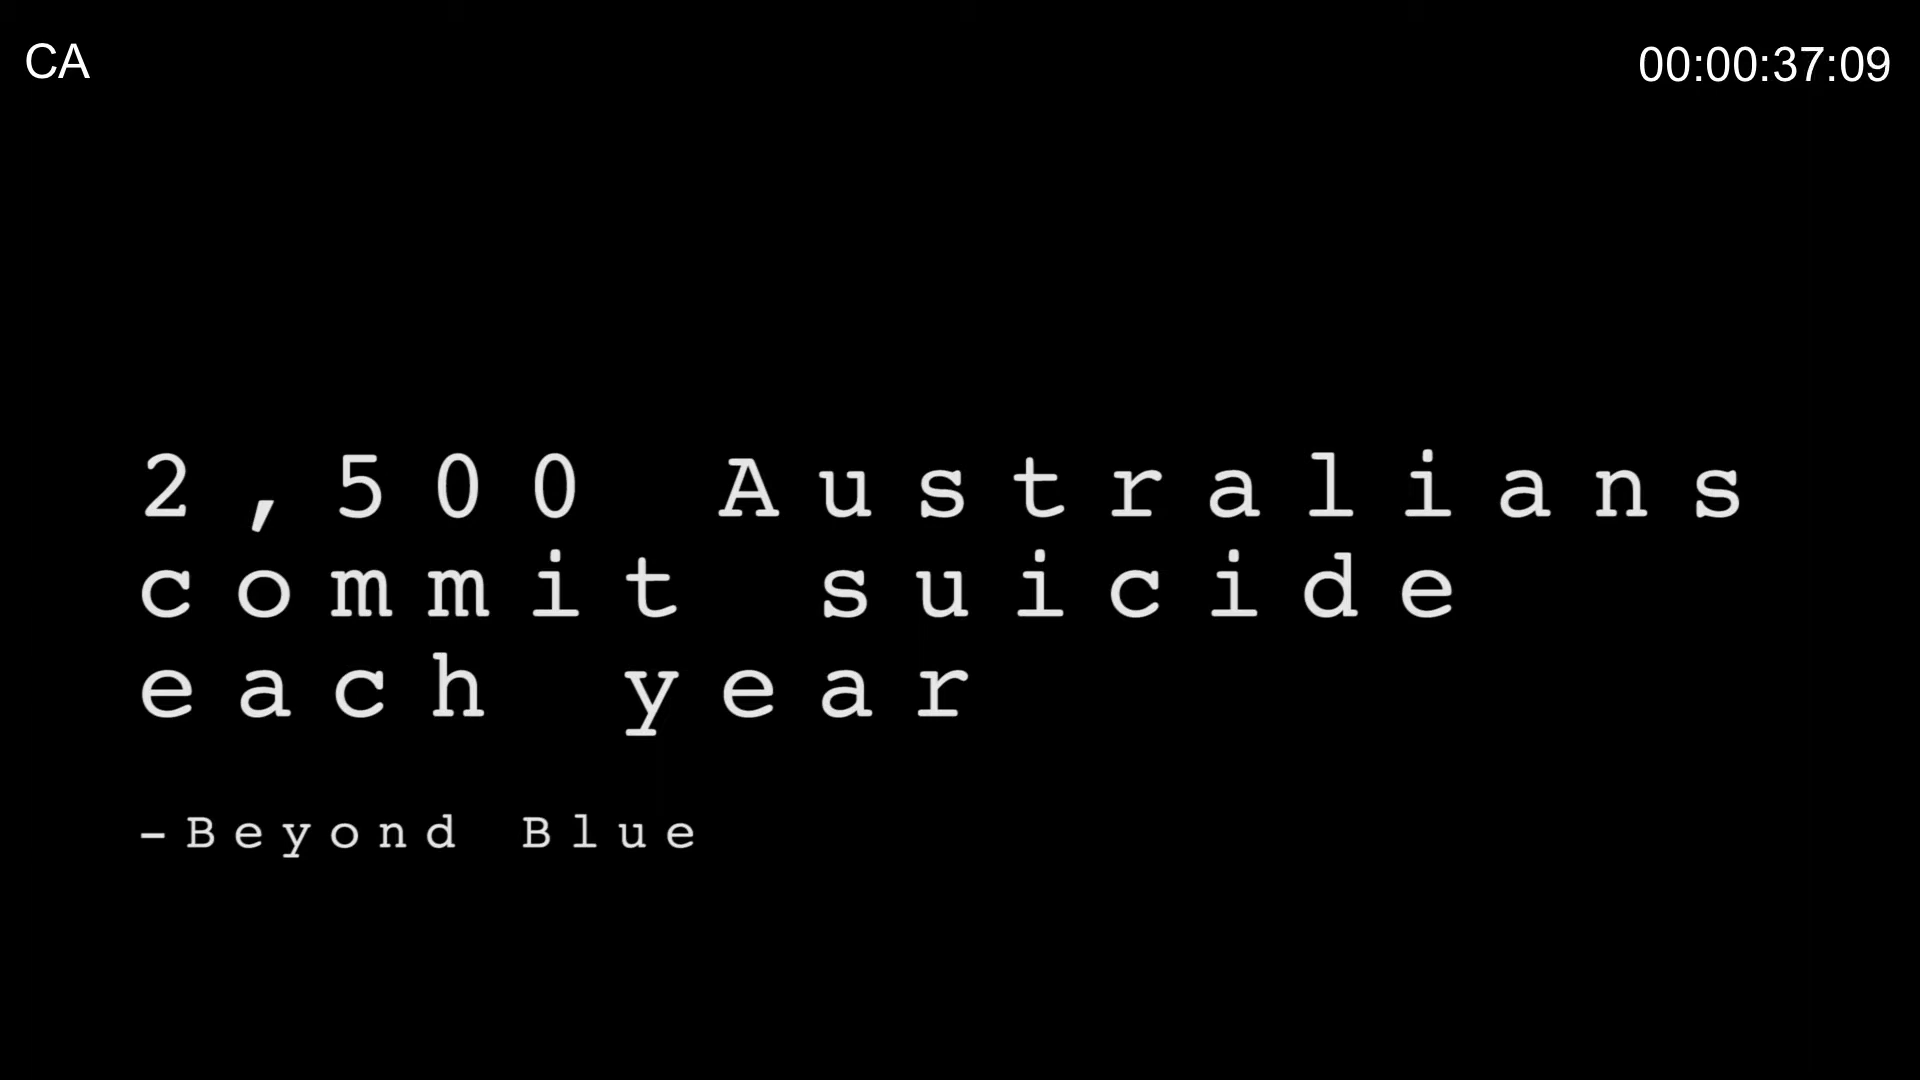 CA
00:00:37:09
2,500 Australians
commit suicide
each year
-Beyond Blue